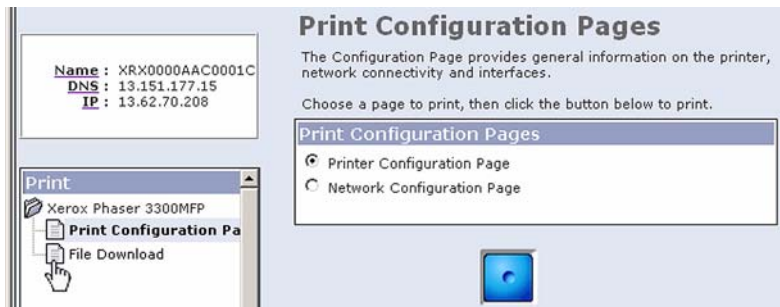 Name : XRX0000AAC0001C
DNS : 13.151.177.15
IP : 13.62.70.208
Print
Xerox Phaser 3300MFP
Print Configuration Pa
File Download
Print Configuration Pages
The Configuration Page provides general information on the printer,
network connectivity and interfaces.
Choose a page to print, then click the button below to print.
Print Configuration Pages
Printer Configuration Page
Network Configuration Page